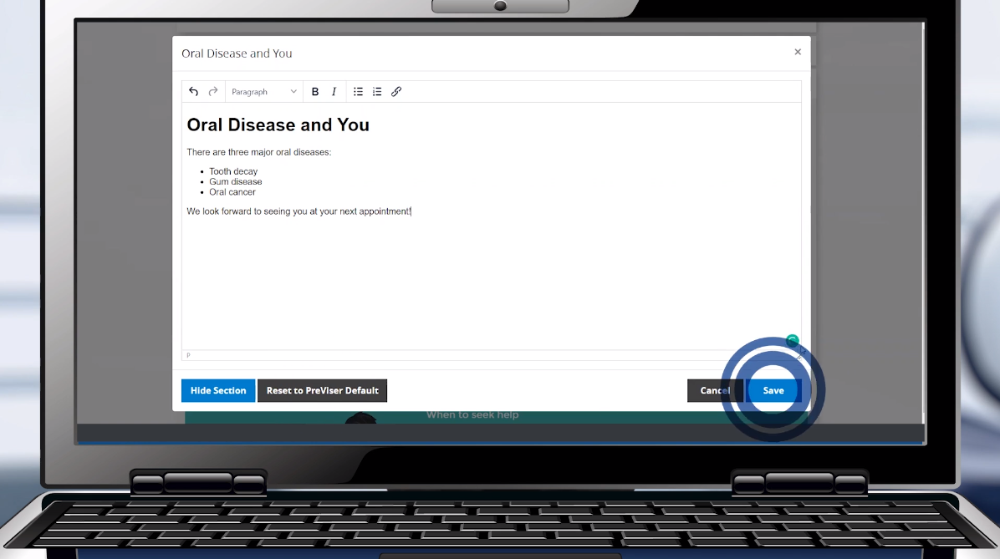 Oral Disease and You
×
Paragraph B I
Oral Disease and You
There are three major oral diseases:
• Tooth decay
• Gum disease
• Oral cancer
We look forward to seeing you at your next appointment!
P
Hide Section Reset to PreViser Default Cancel Save
When to seek help